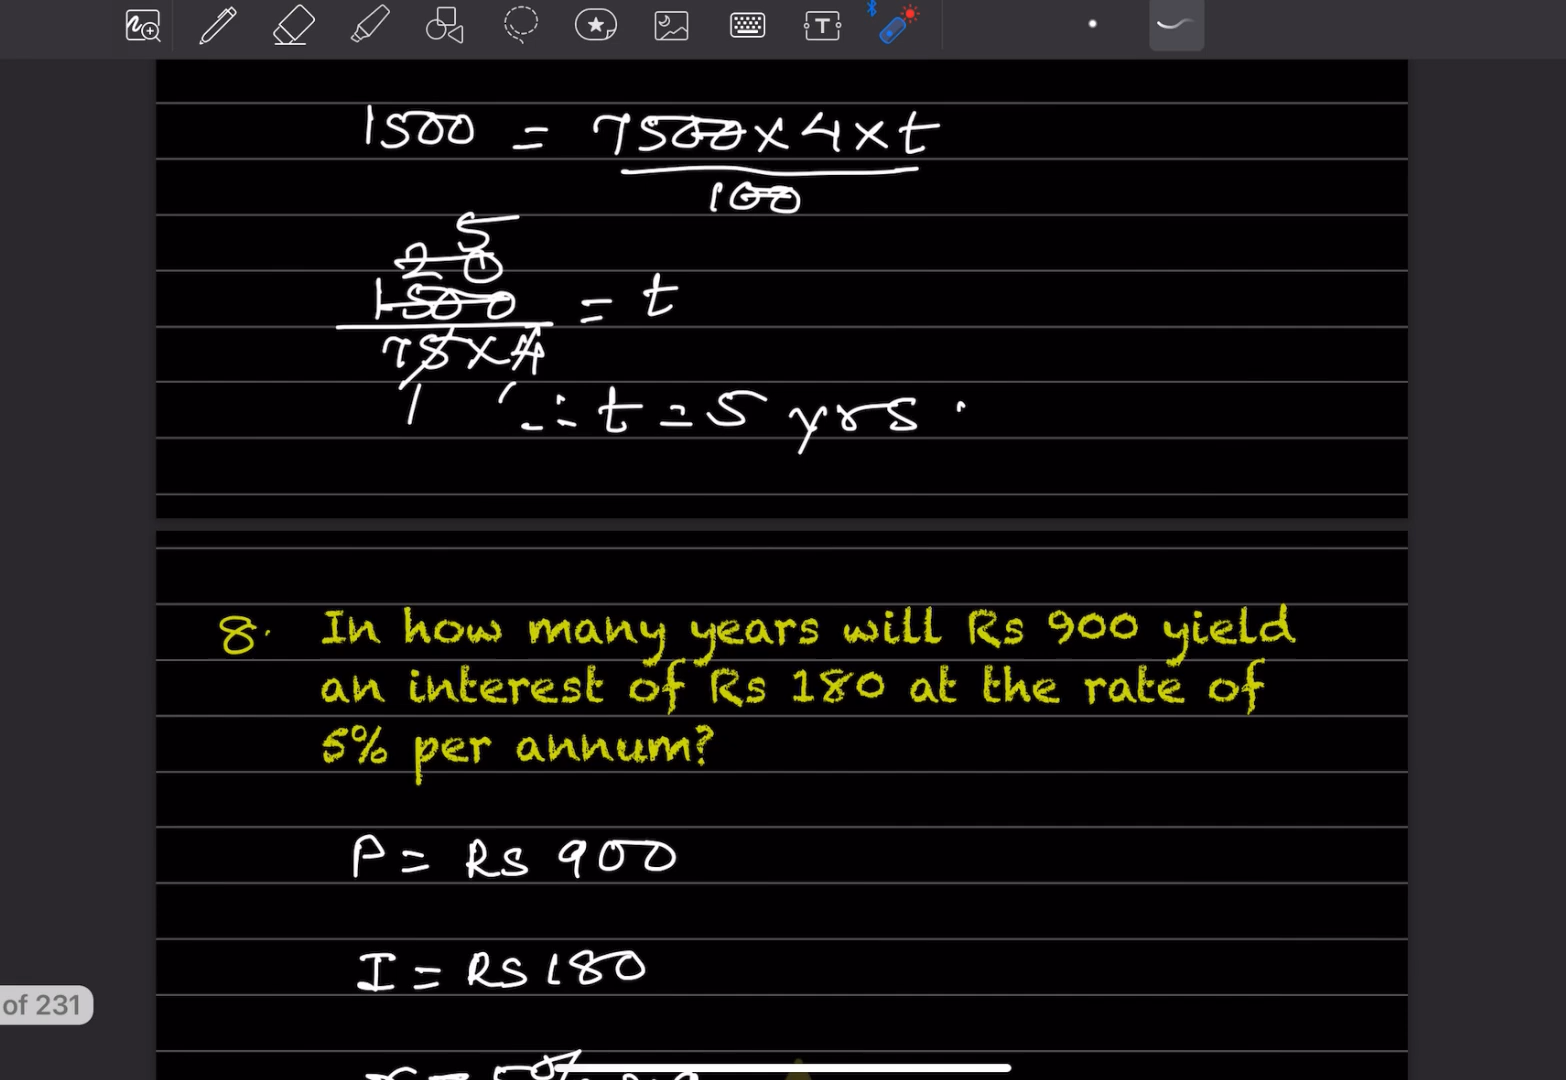 T
1500 = 7500 x 4 x t
100
5
20
1500 = t
75 x 4
1 1
∴ t = 5 yrs.
8. In how many years will Rs 900 yield
an interest of Rs 180 at the rate of
5% per annum?
P = Rs 900
I = Rs 180
of 231